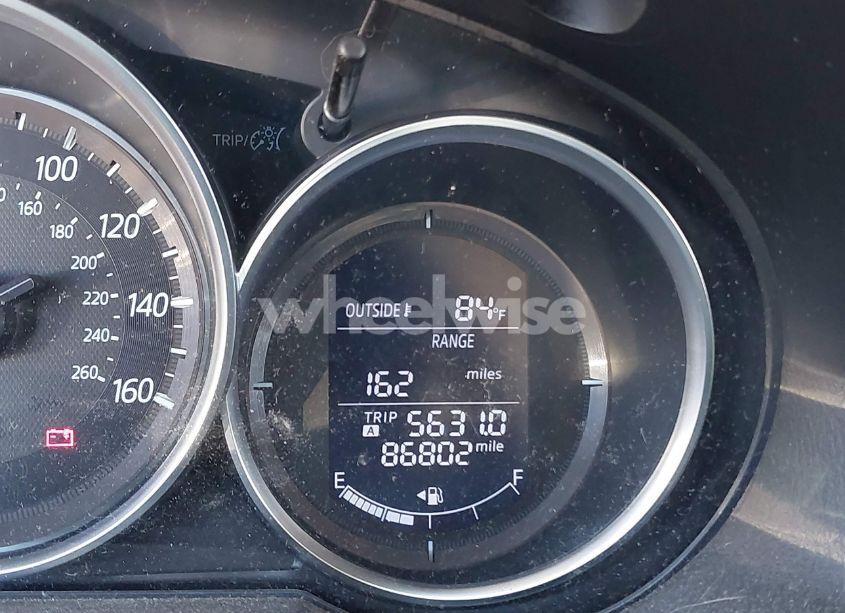 TRIP/
100
120
140
160
160
180
200
220
240
260
wheelwise
OUTSIDE 84°F
RANGE
162 miles
TRIP A 5631.0
86802 mile
E F